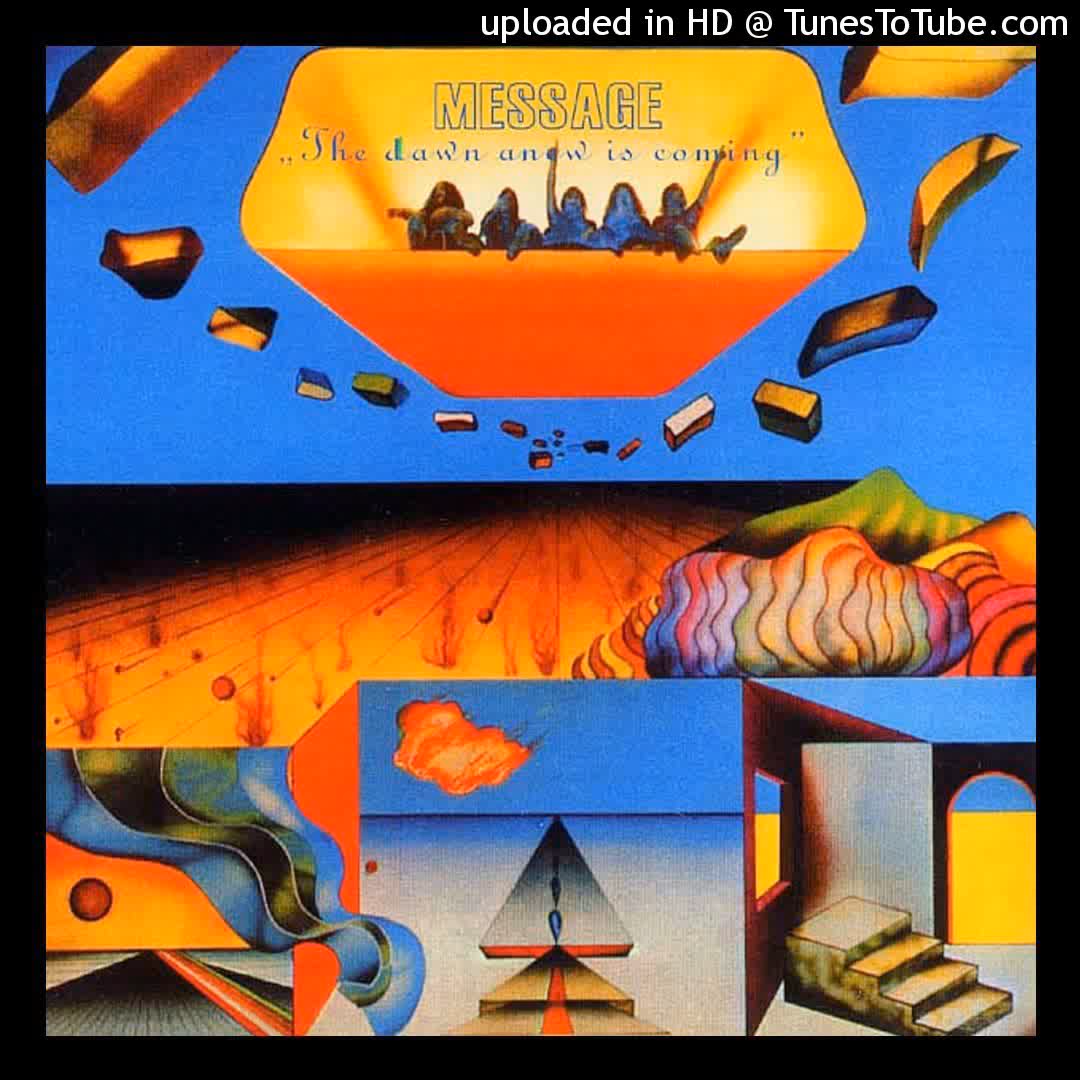 uploaded in HD @ TunesToTube.com
MESSAGE
„The dawn anew is coming”